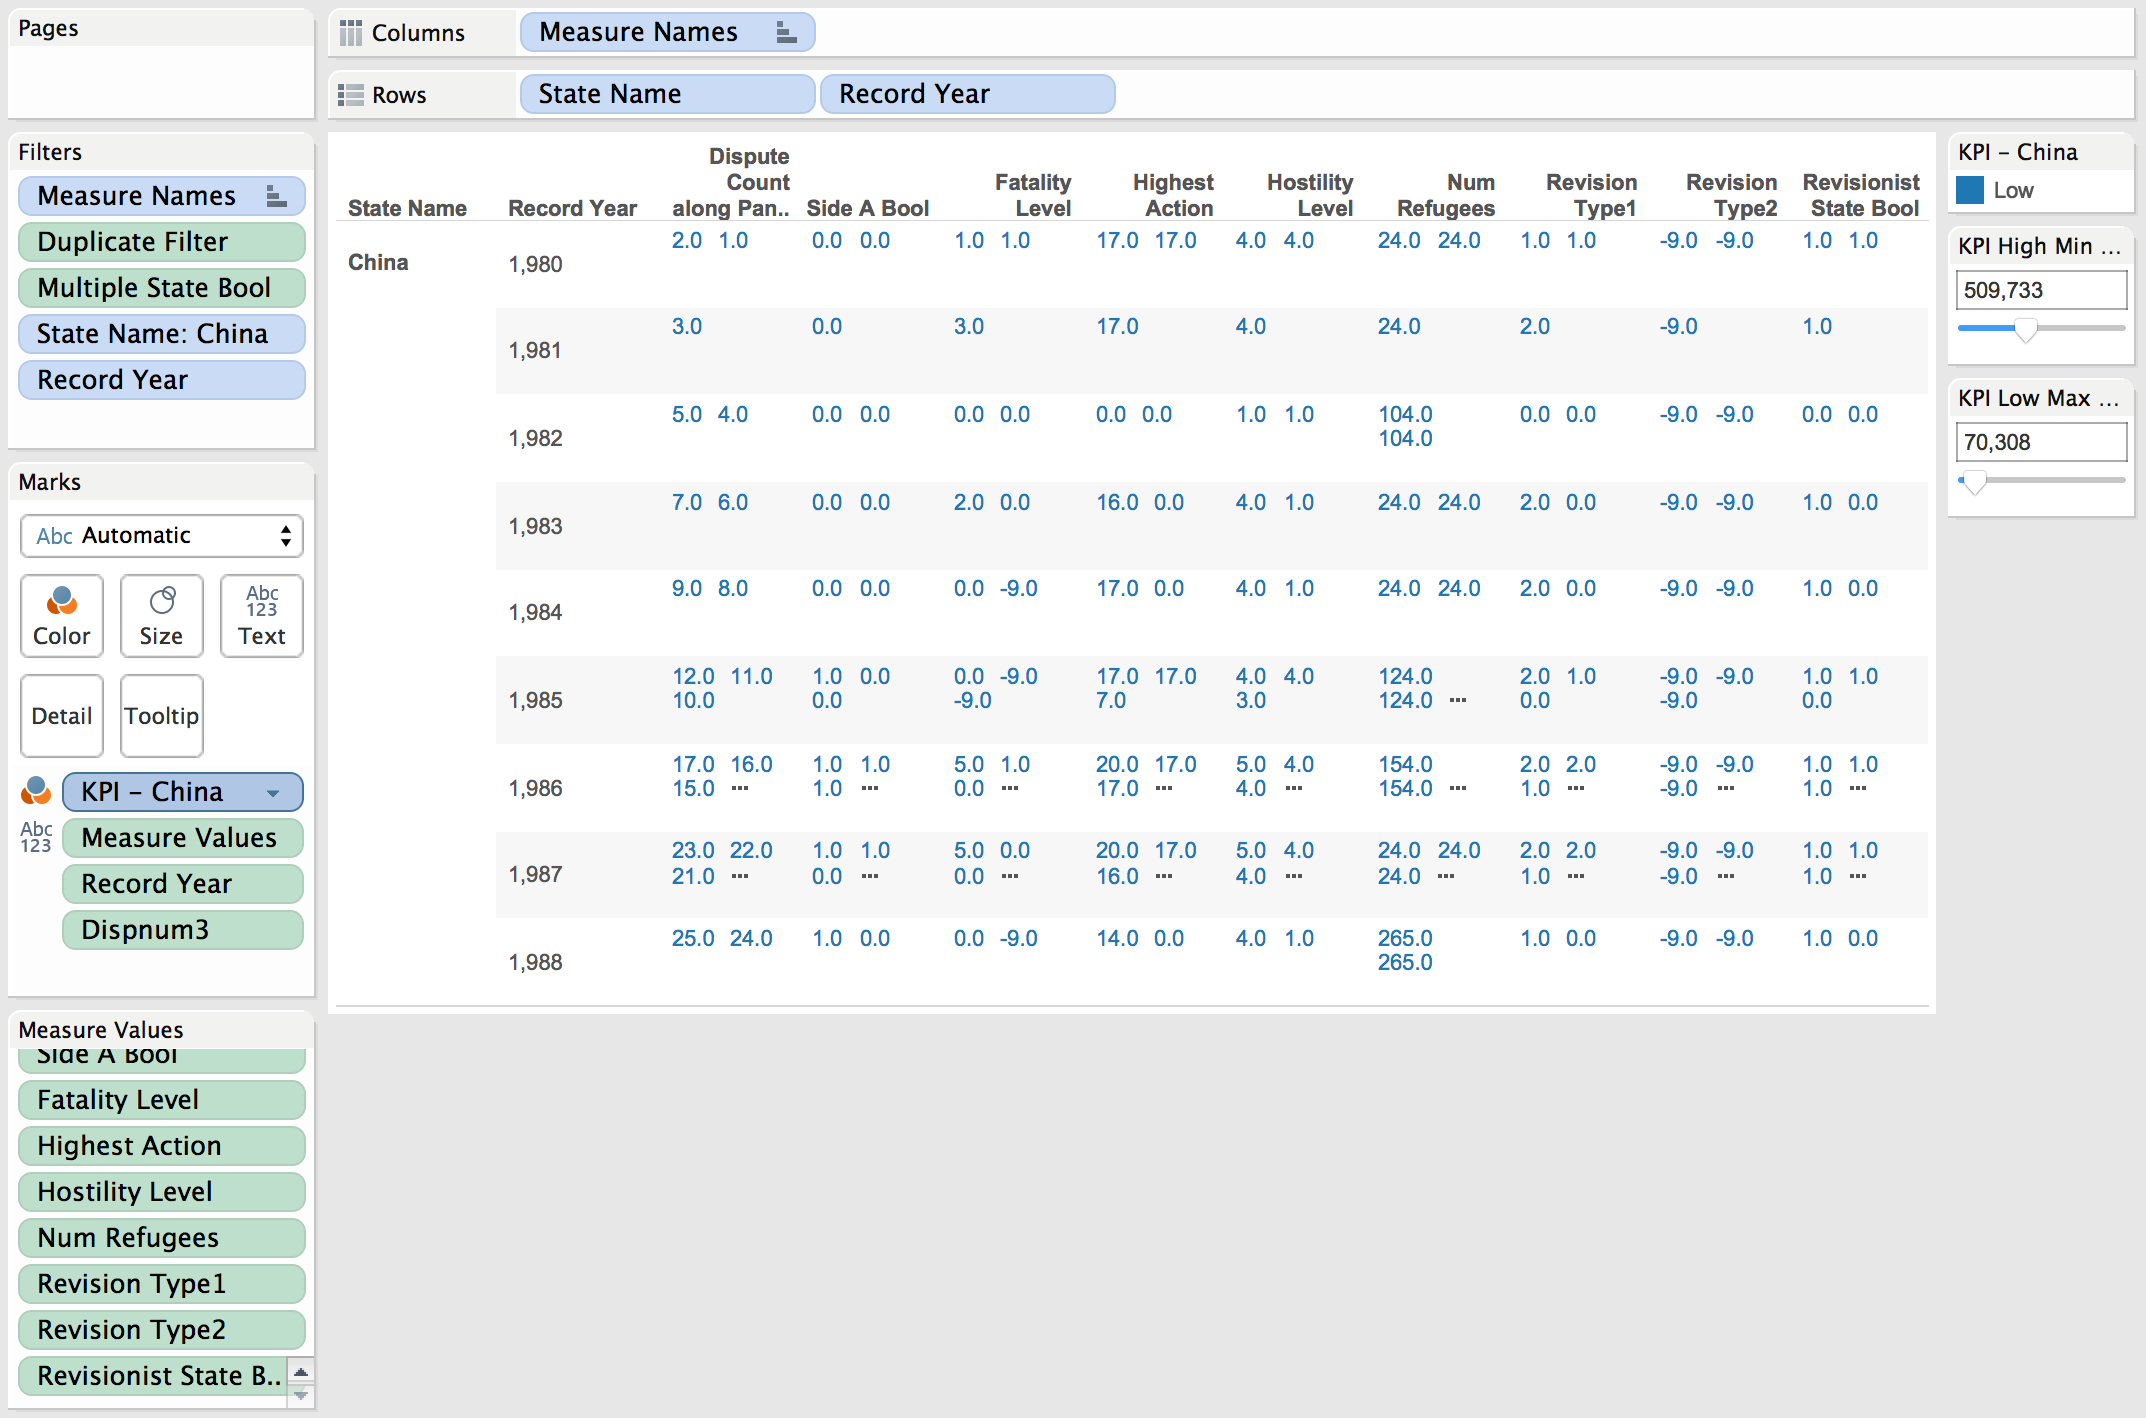 Pages
Columns
Measure Names
Rows
State Name
Record Year
Filters
Measure Names
Duplicate Filter
Multiple State Bool
State Name: China
Record Year
Marks
Abc Automatic
Color
Size
Abc
123
Text
Detail
Tooltip
KPI – China
Abc
123
Measure Values
Record Year
Dispnum3
Measure Values
Side A Bool
Fatality Level
Highest Action
Hostility Level
Num Refugees
Revision Type1
Revision Type2
Revisionist State B..
Dispute
Count Fatality Highest Hostility Num Revision Revision Revisionist
State Name Record Year along Pan.. Side A Bool Level Action Level Refugees Type1 Type2 State Bool
2.0 1.0 0.0 0.0 1.0 1.0 17.0 17.0 4.0 4.0 24.0 24.0 1.0 1.0 -9.0 -9.0 1.0 1.0
China 1,980
3.0 0.0 3.0 17.0 4.0 24.0 2.0 -9.0 1.0
1,981
5.0 4.0 0.0 0.0 0.0 0.0 0.0 0.0 1.0 1.0 104.0 0.0 0.0 -9.0 -9.0 0.0 0.0
1,982 104.0
7.0 6.0 0.0 0.0 2.0 0.0 16.0 0.0 4.0 1.0 24.0 24.0 2.0 0.0 -9.0 -9.0 1.0 0.0
1,983
9.0 8.0 0.0 0.0 0.0 -9.0 17.0 0.0 4.0 1.0 24.0 24.0 2.0 0.0 -9.0 -9.0 1.0 0.0
1,984
12.0 11.0 1.0 0.0 0.0 -9.0 17.0 17.0 4.0 4.0 124.0 2.0 1.0 -9.0 -9.0 1.0 1.0
1,985 10.0 0.0 -9.0 7.0 3.0 124.0 ... 0.0 -9.0 0.0
17.0 16.0 1.0 1.0 5.0 1.0 20.0 17.0 5.0 4.0 154.0 2.0 2.0 -9.0 -9.0 1.0 1.0
1,986 15.0 ... 1.0 ... 0.0 ... 17.0 ... 4.0 ... 154.0 ... 1.0 ... -9.0 ... 1.0 ...
23.0 22.0 1.0 1.0 5.0 0.0 20.0 17.0 5.0 4.0 24.0 24.0 2.0 2.0 -9.0 -9.0 1.0 1.0
1,987 21.0 ... 0.0 ... 0.0 ... 16.0 ... 4.0 ... 24.0 ... 1.0 ... -9.0 ... 1.0 ...
25.0 24.0 1.0 0.0 0.0 -9.0 14.0 0.0 4.0 1.0 265.0 1.0 0.0 -9.0 -9.0 1.0 0.0
1,988 265.0
KPI – China
Low
KPI High Min ...
509,733
KPI Low Max ...
70,308